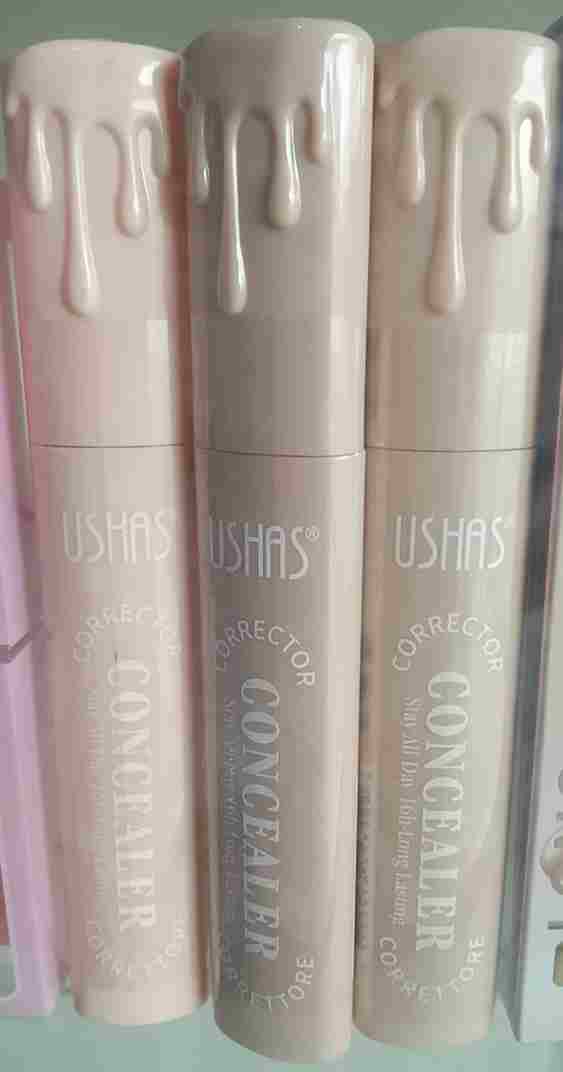 USHAS
CORRECTOR
CONCEALER
CORRETTORE
USHAS®
CORRECTOR
CONCEALER
CORRETTORE
USHAS
CORRECTOR
CONCEALER
Stay All Day 16h-Long Lasting
CORRETTORE